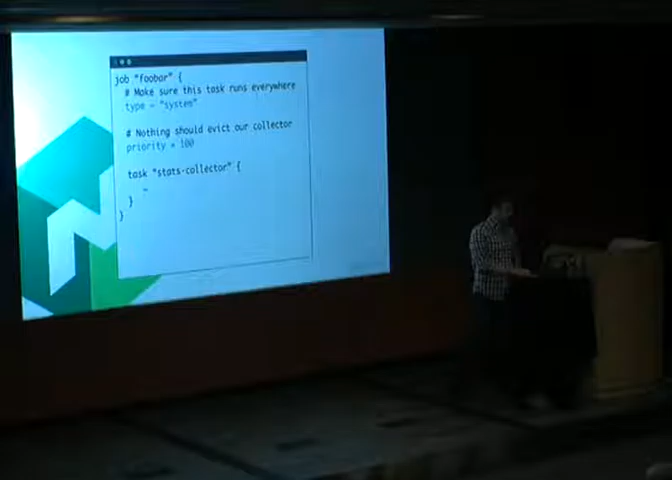 job "foobar" {
# Make sure this task runs everywhere
type = "system"
# Nothing should evict our collector
priority = 100
task "stats-collector" {
}
}